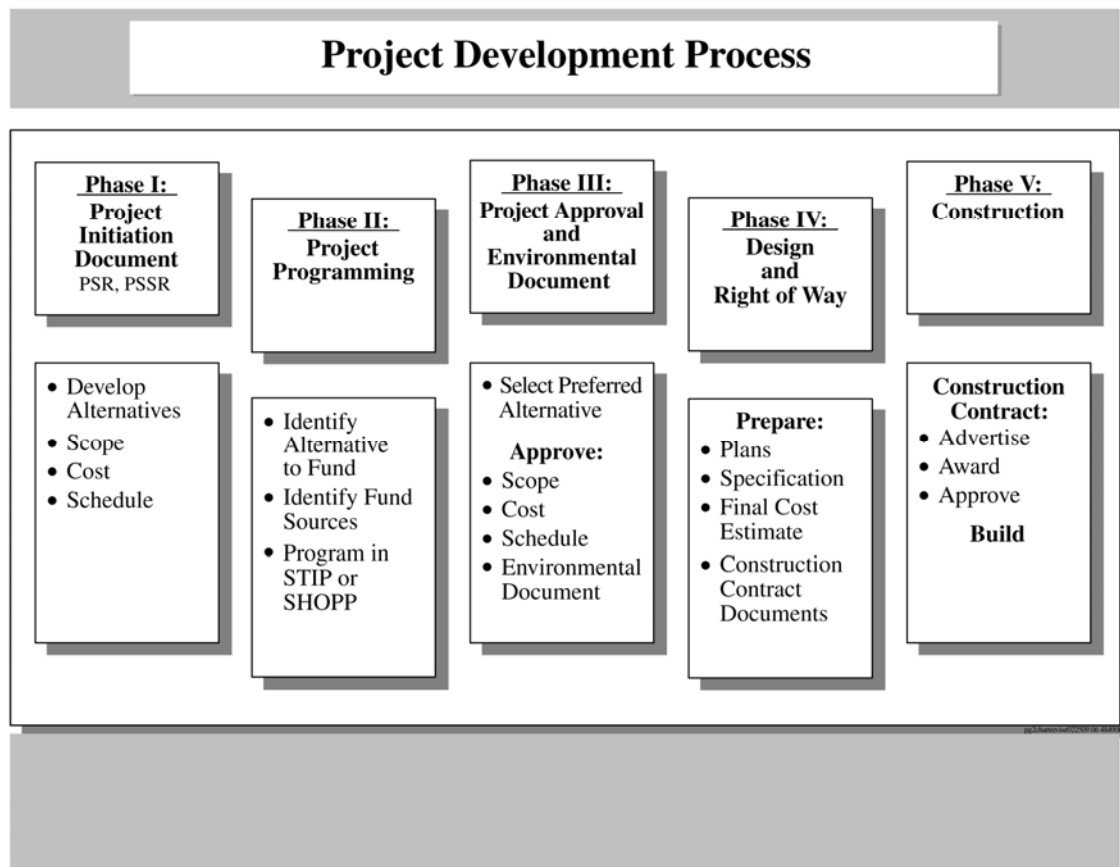 Project Development Process
Phase I:
Project
Initiation
Document
PSR, PSSR
• Develop
Alternatives
• Scope
• Cost
• Schedule
Phase II:
Project
Programming
• Identify
Alternative
to Fund
• Identify Fund
Sources
• Program in
STIP or
SHOPP
Phase III:
Project Approval
and
Environmental
Document
• Select Preferred
Alternative
Approve:
• Scope
• Cost
• Schedule
• Environmental
Document
Phase IV:
Design
and
Right of Way
Prepare:
• Plans
• Specification
• Final Cost
Estimate
• Construction
Contract
Documents
Phase V:
Construction
Construction
Contract:
• Advertise
• Award
• Approve
Build